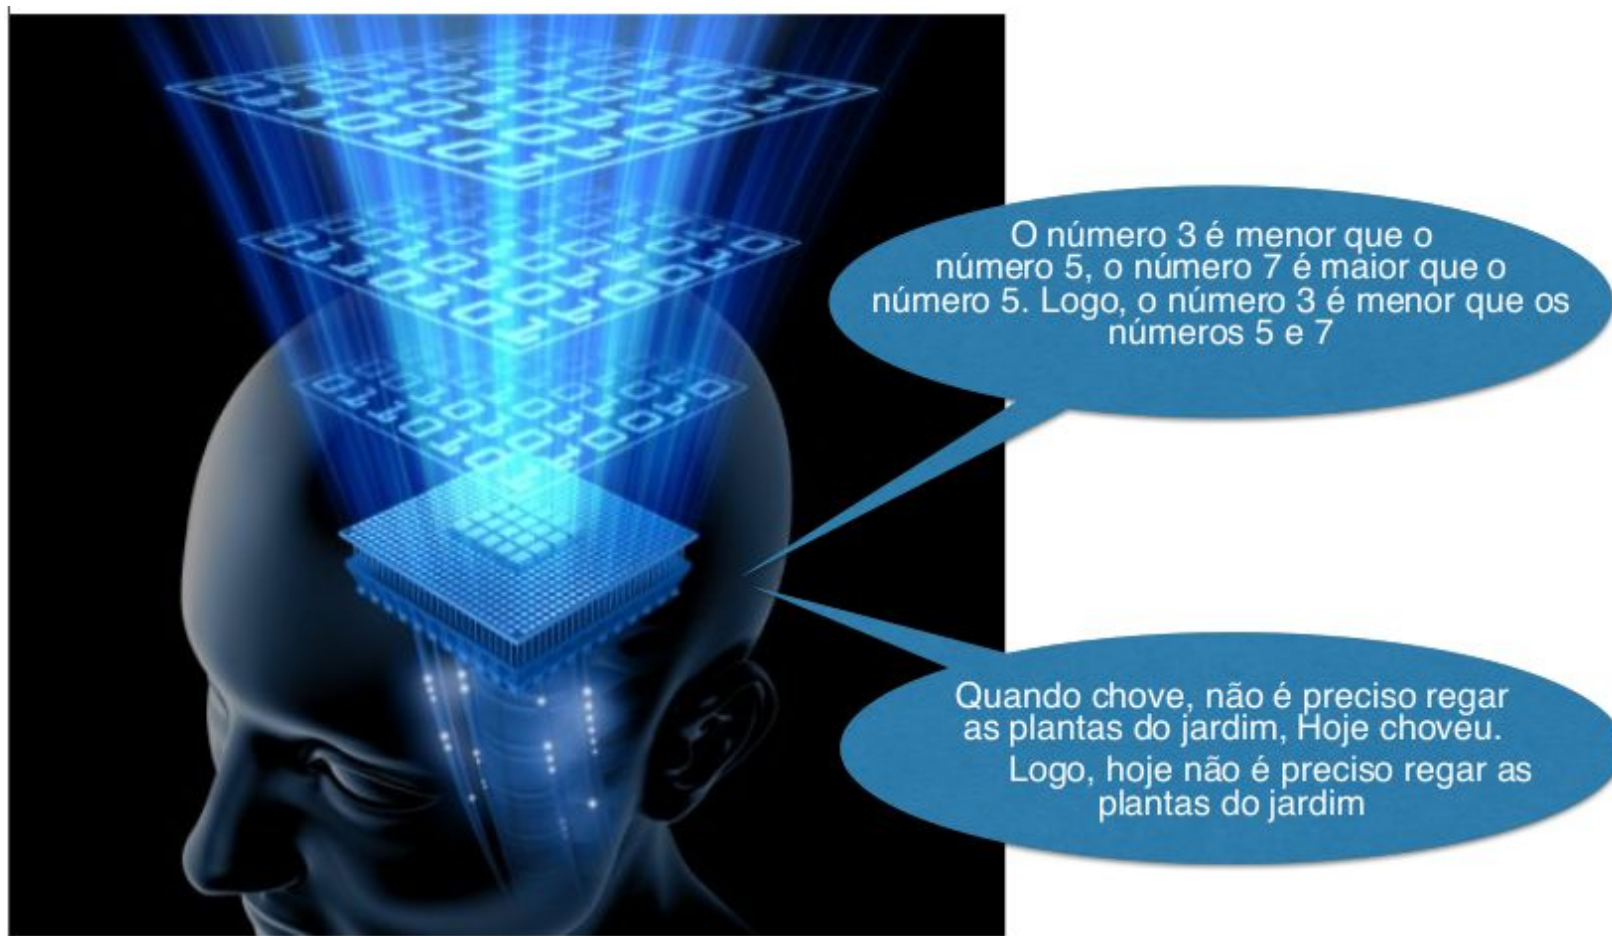 O número 3 é menor que o
número 5, o número 7 é maior que o
número 5. Logo, o número 3 é menor que os
números 5 e 7
Quando chove, não é preciso regar
as plantas do jardim, Hoje choveu.
Logo, hoje não é preciso regar as
plantas do jardim